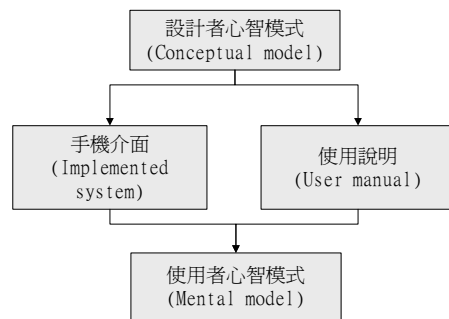 設計者心智模式
(Conceptual model)
手機介面
(Implemented
system)
使用說明
(User manual)
使用者心智模式
(Mental model)